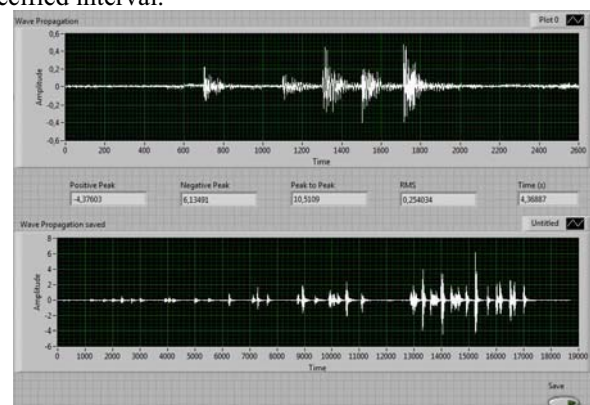 cified interval.
Wave Propagation
Plot 0
0,6
0,4
0,2
0
-0,2
-0,4
-0,6
Amplitude
0 200 400 600 800 1000 1200 1400 1600 1800 2000 2200 2400 2600
Time
Positive Peak Negative Peak Peak to Peak RMS Time (s)
-4,37603 6,13491 10,5109 0,254034 4,36887
Wave Propagation saved
Untitled
8
6
4
2
0
-2
-4
-6
Amplitude
0 1000 2000 3000 4000 5000 6000 7000 8000 9000 10000 11000 12000 13000 14000 15000 16000 17000 18000 19000
Time
Save